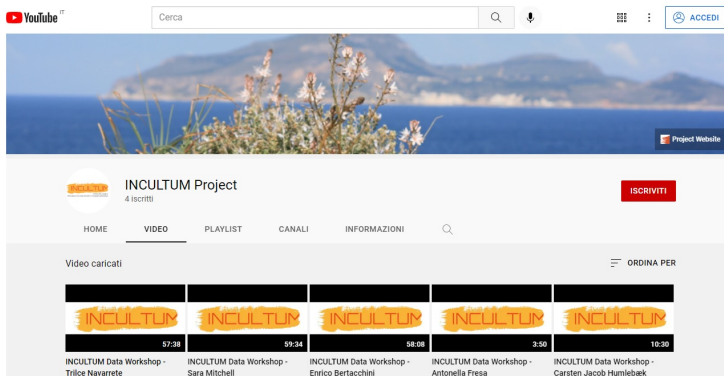 YouTube IT
Cerca
ACCEDI
Project Website
INCULTUM
INCULTUM Project
4 iscritti
ISCRIVITI
HOME VIDEO PLAYLIST CANALI INFORMAZIONI
Video caricati
ORDINA PER
INCULTUM INCULTUM INCULTUM INCULTUM INCULTUM
57:38 59:34 58:08 3:50 10:30
INCULTUM Data Workshop - INCULTUM Data Workshop - INCULTUM Data Workshop - INCULTUM Data Workshop - INCULTUM Data Workshop -
Trilce Navarrete Sara Mitchell Enrico Bertacchini Antonella Fresa Carsten Jacob Humlebæk